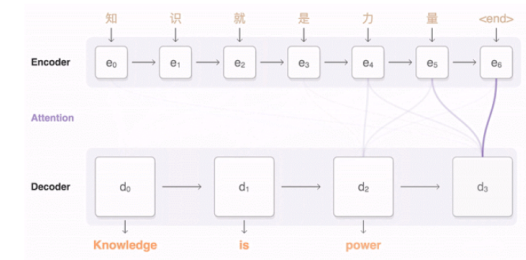 知 识 就 是 力 量 <end>
Encoder e₀ e₁ e₂ e₃ e₄ e₅ e₆
Attention
Decoder d₀ d₁ d₂ d₃
Knowledge is power